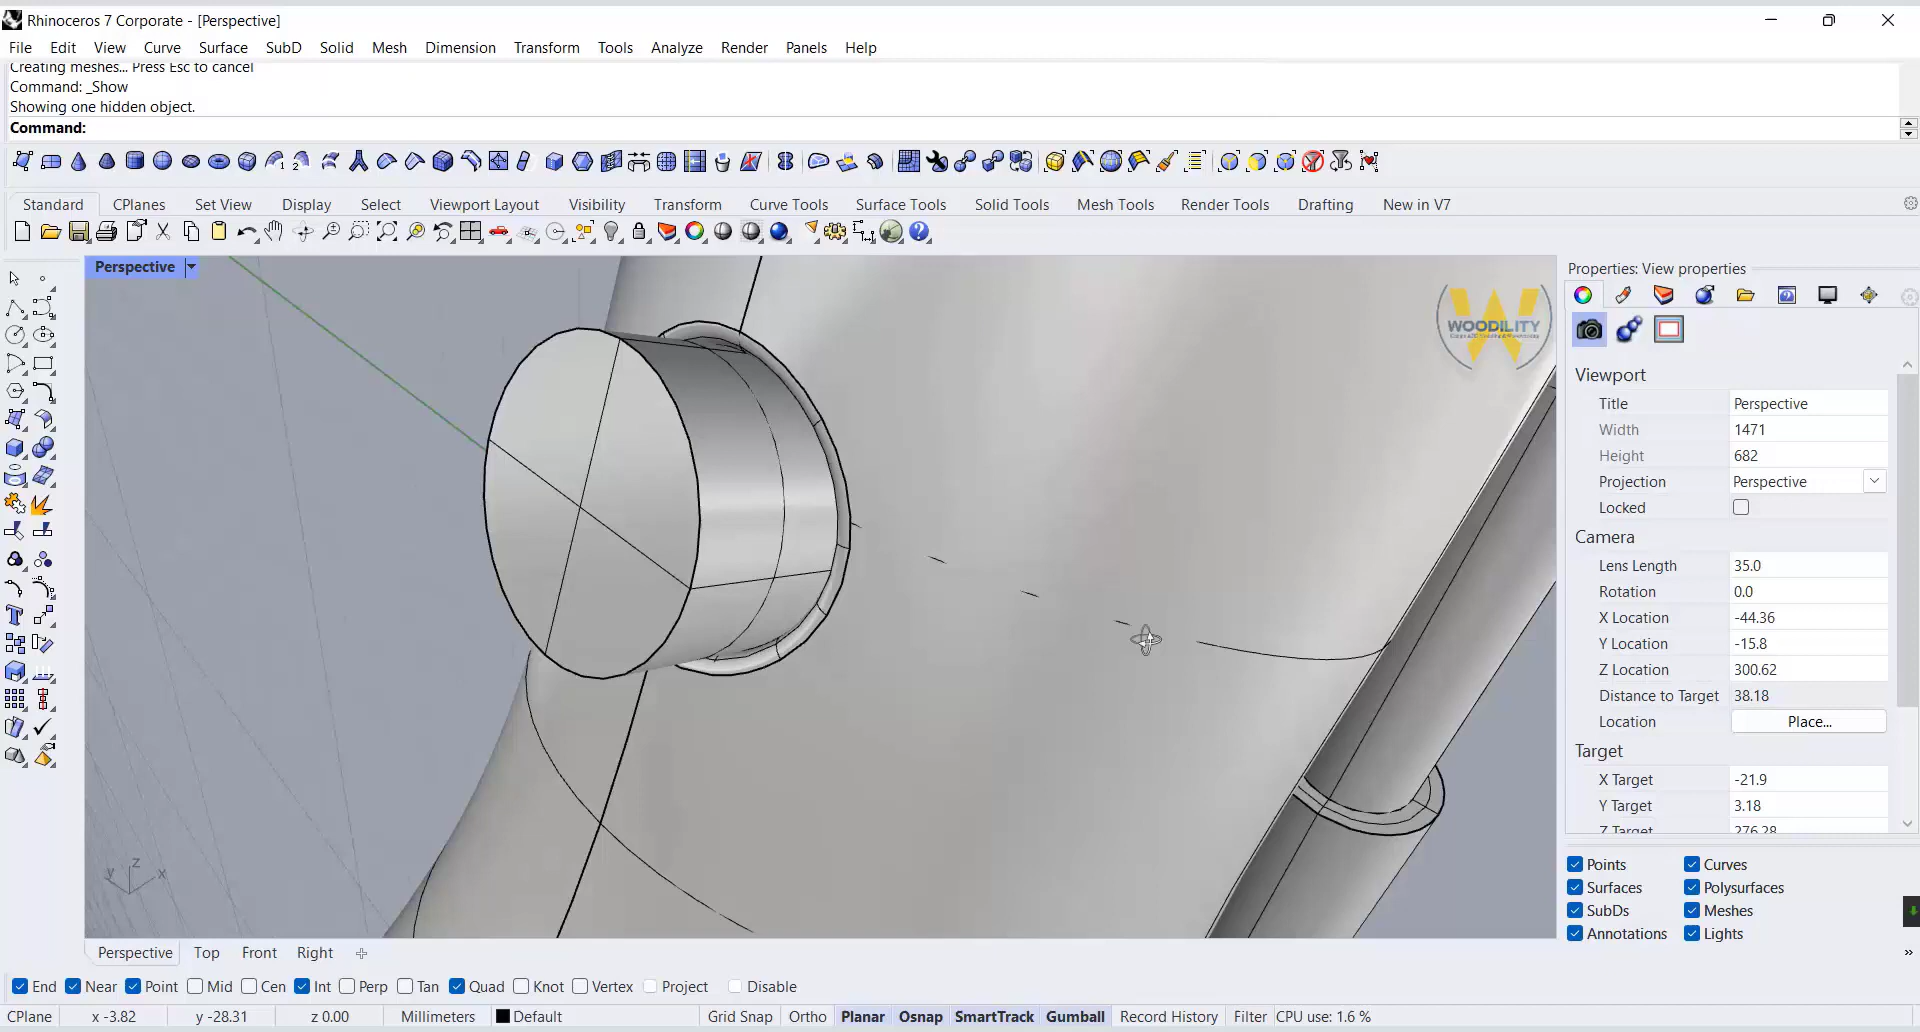 Rhinoceros 7 Corporate - [Perspective]
File Edit View Curve Surface SubD Solid Mesh Dimension Transform Tools Analyze Render Panels Help
Creating meshes... Press Esc to cancel
Command: _Show
Showing one hidden object.
Command:
Standard CPlanes Set View Display Select Viewport Layout Visibility Transform Curve Tools Surface Tools Solid Tools Mesh Tools Render Tools Drafting New in V7
Perspective
WOODILITY
Properties: View properties
Viewport
Title Perspective
Width 1471
Height 682
Projection Perspective
Locked
Camera
Lens Length 35.0
Rotation 0.0
X Location -44.36
Y Location -15.8
Z Location 300.62
Distance to Target 38.18
Location Place...
Target
X Target -21.9
Y Target 3.18
Z Target 276.28
Points Curves
Surfaces Polysurfaces
SubDs Meshes
Annotations Lights
z
y x
Perspective Top Front Right
End Near Point Mid Cen Int Perp Tan Quad Knot Vertex Project Disable
CPlane x -3.82 y -28.31 z 0.00 Millimeters Default Grid Snap Ortho Planar Osnap SmartTrack Gumball Record History Filter CPU use: 1.6 %